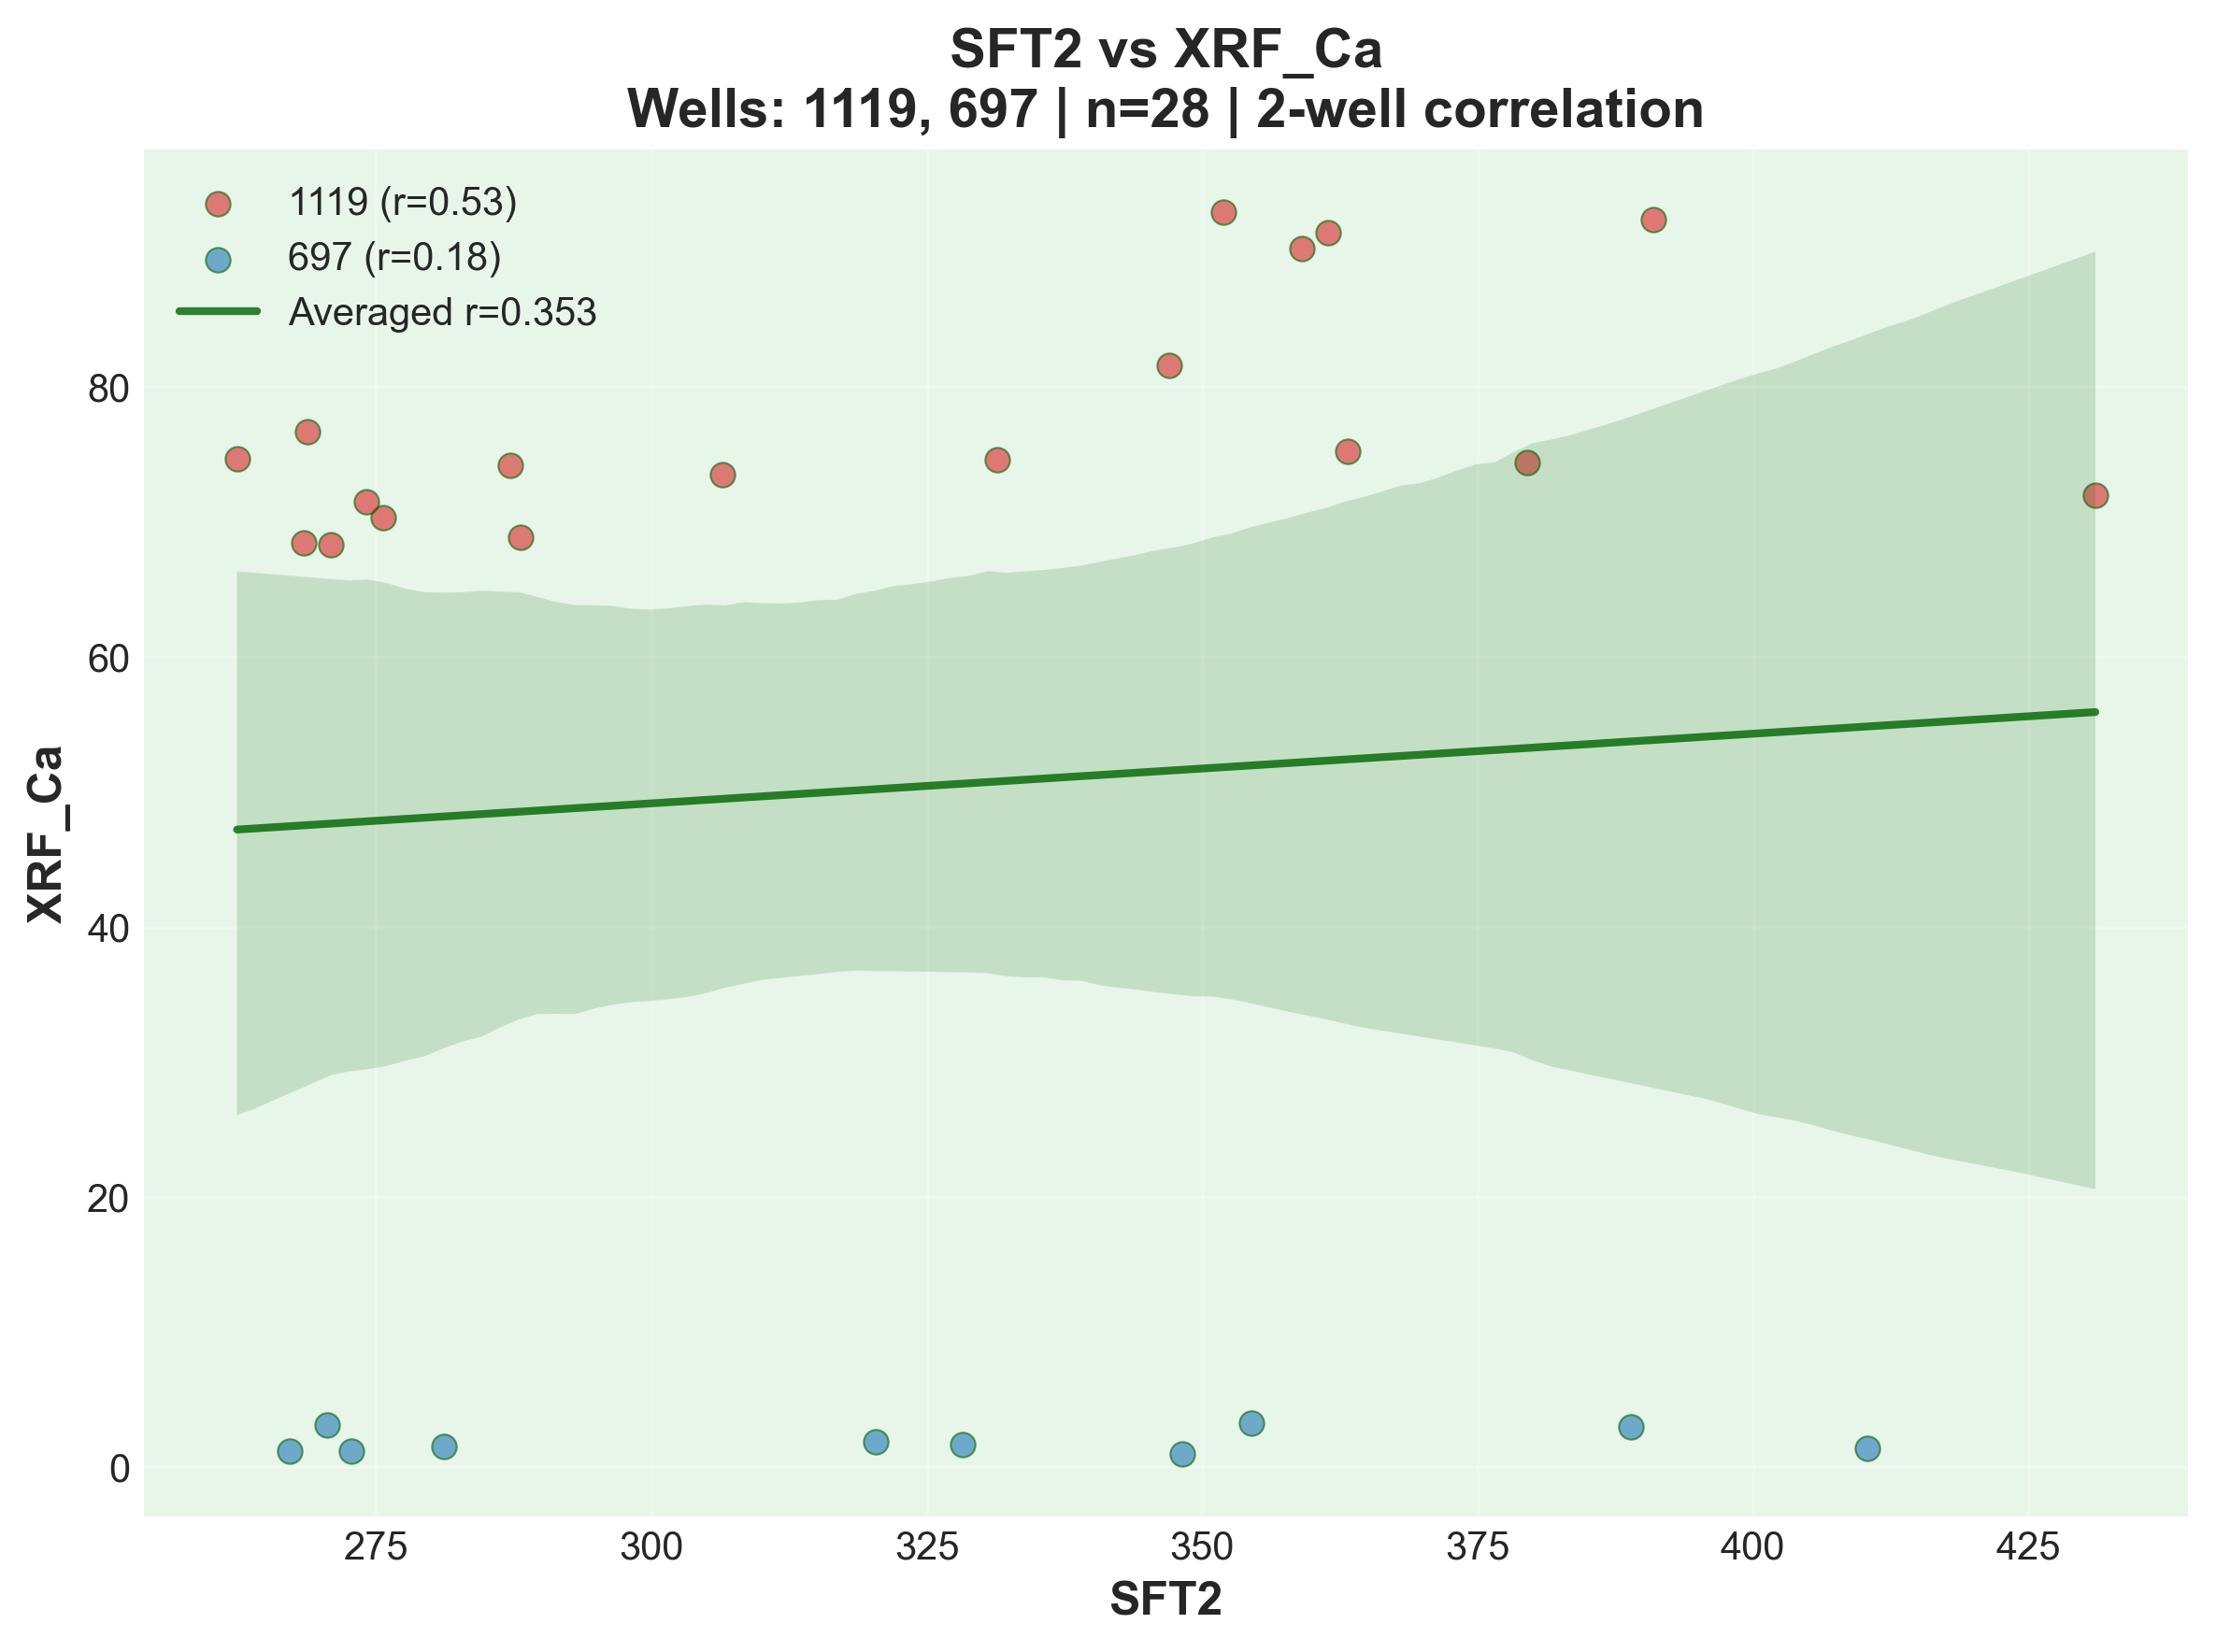 SFT2 vs XRF_Ca
Wells: 1119, 697 | n=28 | 2-well correlation
1119 (r=0.53)
697 (r=0.18)
Averaged r=0.353
XRF_Ca
80
60
40
20
0
275
300
325
350
375
400
425
SFT2